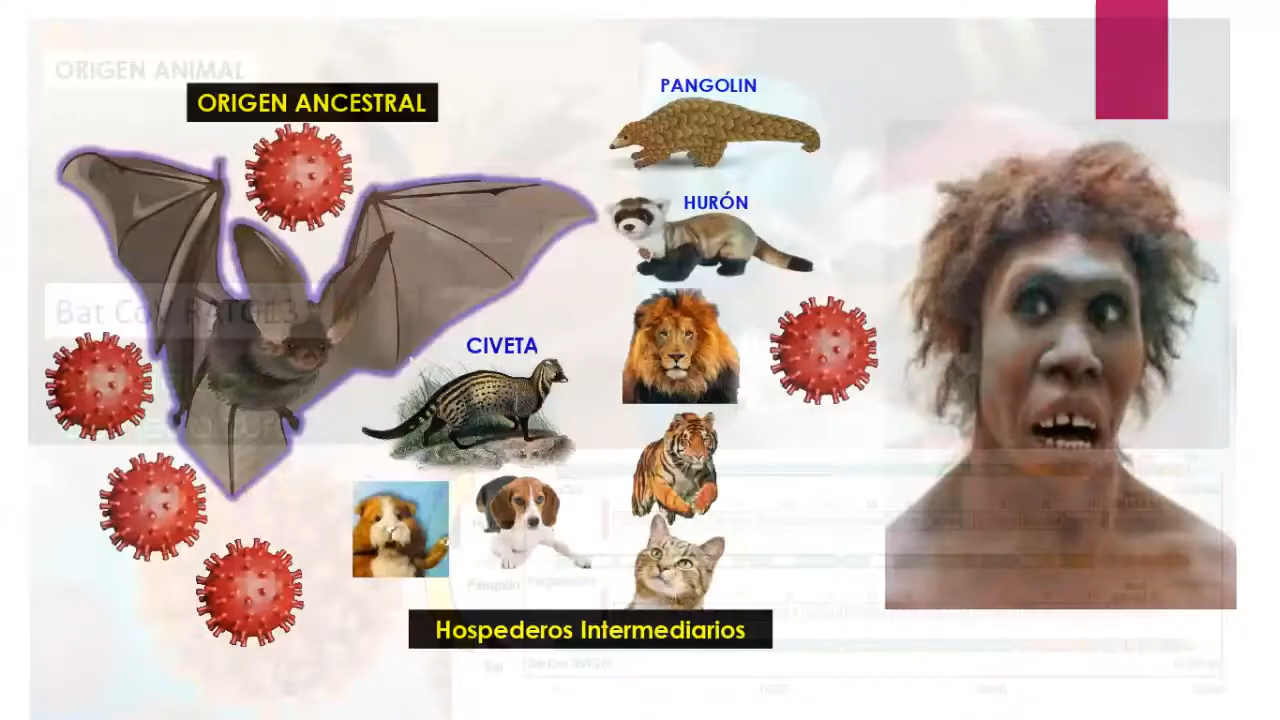 ORIGEN ANIMAL
ORIGEN ANCESTRAL
PANGOLIN
HURÓN
CIVETA
Hospederos Intermediarios